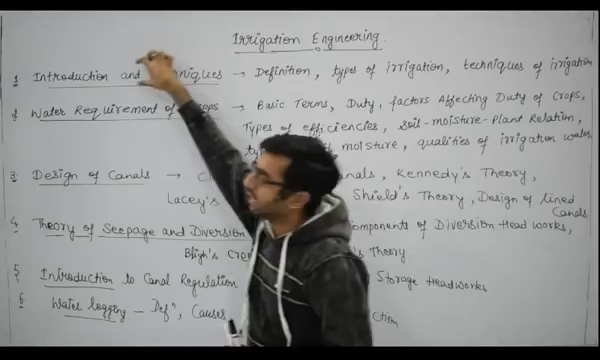 Irrigation Engineering
1 Introduction and → Definition, types of irrigation, techniques of irrigation
2 Water Requirement of → Basic Terms, Duty, factors Affecting Duty of Crops,
Types of efficiencies, soil-moisture-Plant Relation,
moisture, qualities of irrigation water
3. Design of Canals → Kennedy's Theory,
Lacey's Shield's Theory, Design of lined
Canals
4. Theory of Seepage and Diversion components of Diversion Head works,
Bligh's Theory
5 Introduction to Canal Regulation Storage Headworks
6 Water logging - Defⁿ, Causes